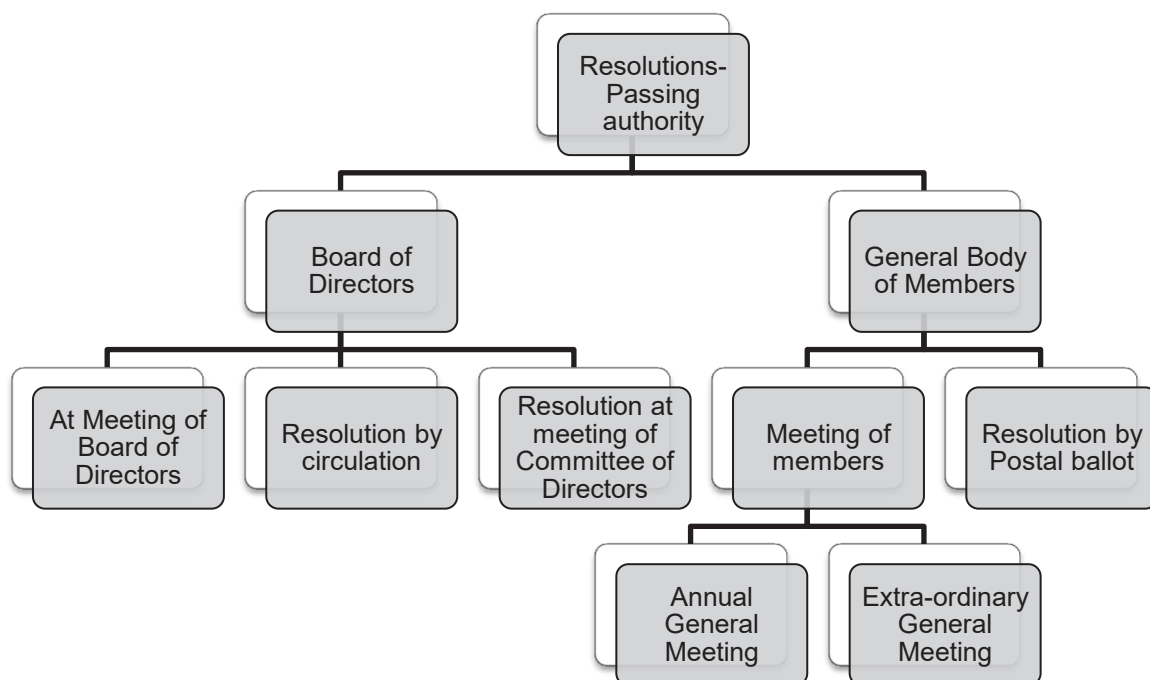 Resolutions-
Passing
authority
Board of
Directors
General Body
of Members
At Meeting of
Board of
Directors
Resolution by
circulation
Resolution at
meeting of
Committee of
Directors
Meeting of
members
Resolution by
Postal ballot
Annual
General
Meeting
Extra-ordinary
General
Meeting